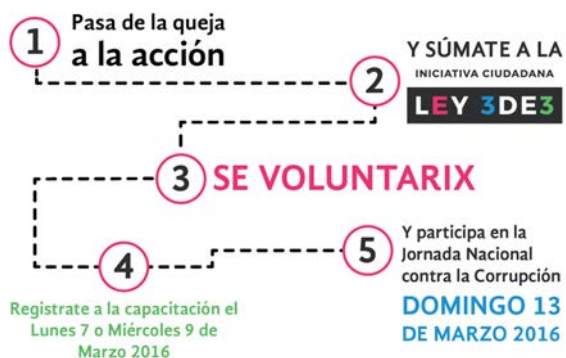 1
Pasa de la queja
a la acción
2
Y SÚMATE A LA
INICIATIVA CIUDADANA
LEY 3DE3
3
SE VOLUNTARIX
4
Registrate a la capacitación el
Lunes 7 o Miércoles 9 de
Marzo 2016
5
Y participa en la
Jornada Nacional
contra la Corrupción
DOMINGO 13
DE MARZO 2016